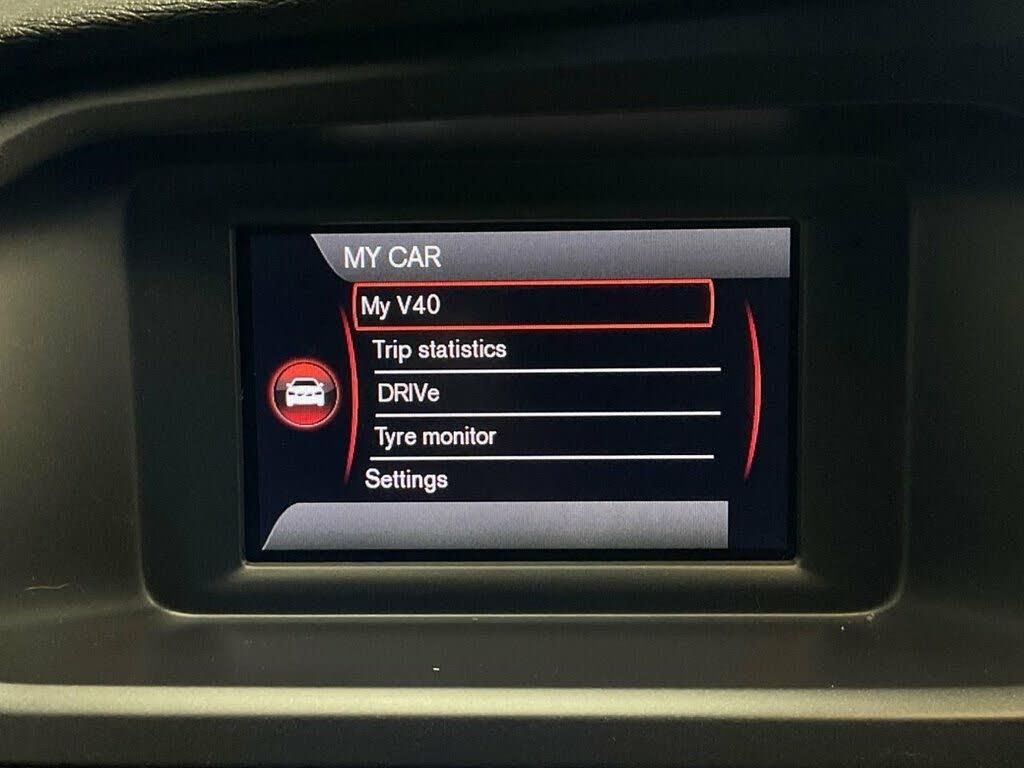 MY CAR
My V40
Trip statistics
DRIVe
Tyre monitor
Settings